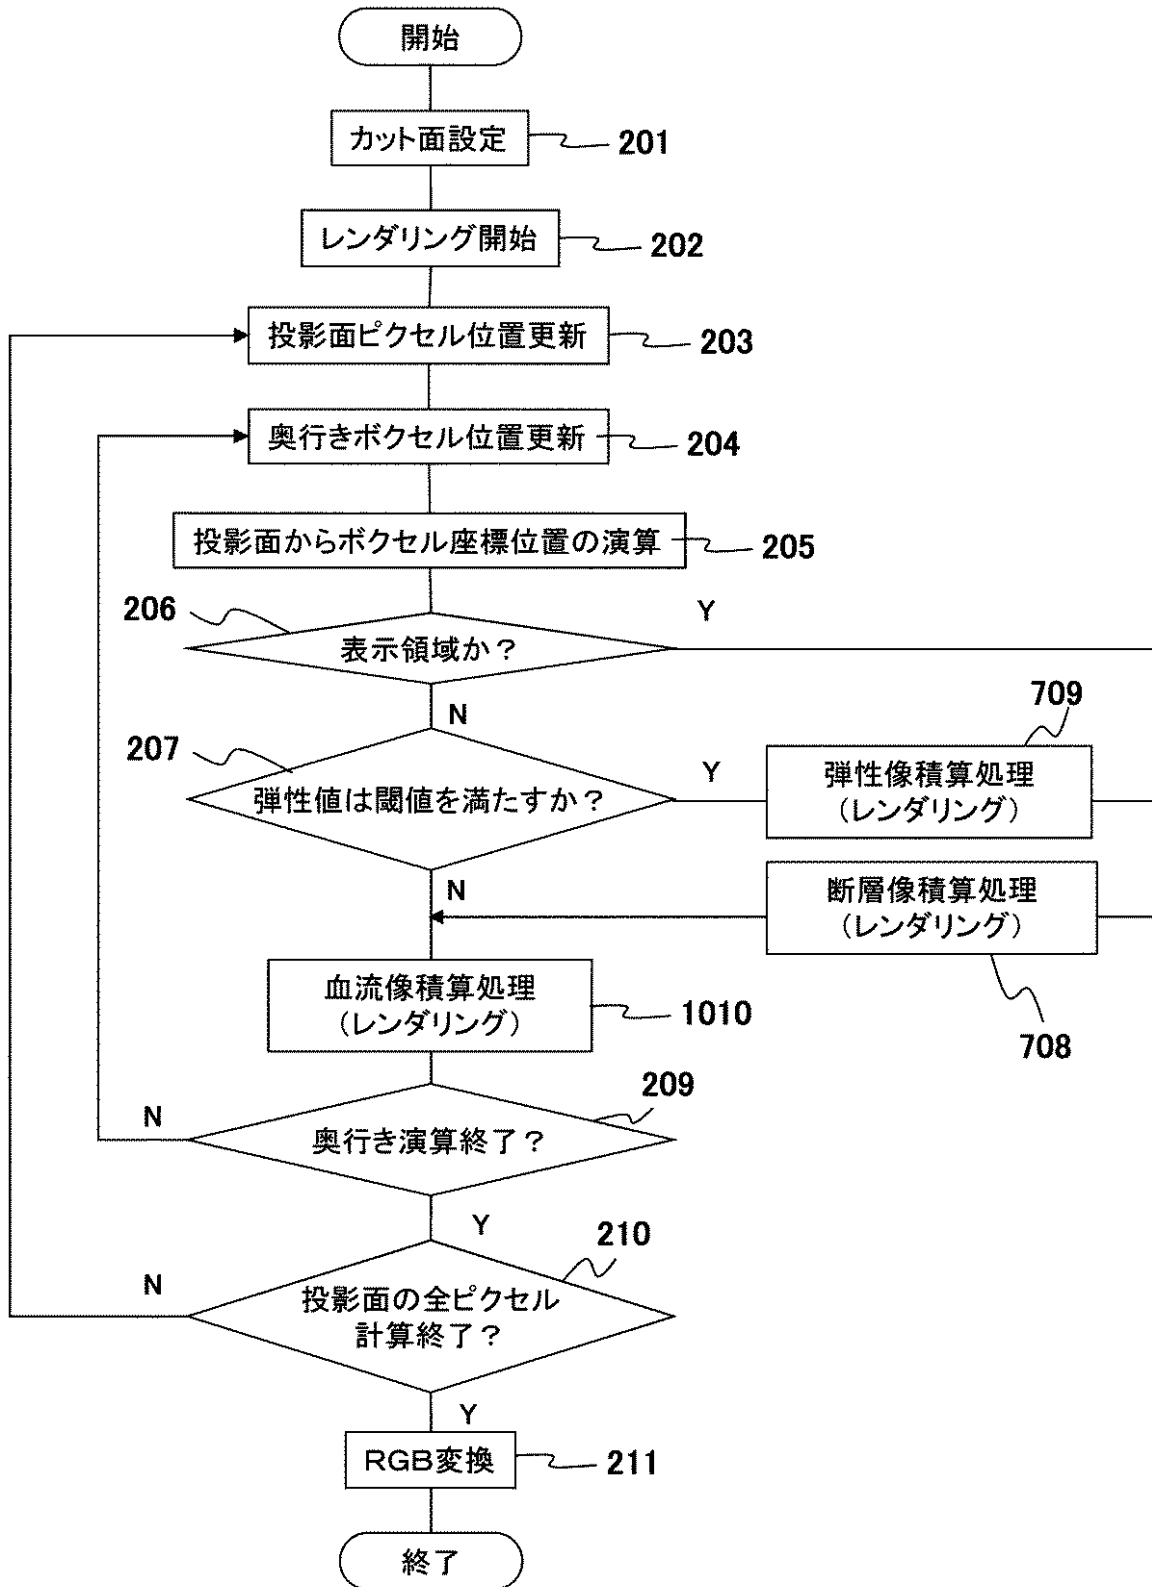 開始
カット面設定
201
レンダリング開始
202
投影面ピクセル位置更新
203
奥行きボクセル位置更新
204
投影面からボクセル座標位置の演算
205
206
表示領域か？
Y
N
207
弾性値は閾値を満たすか？
Y
709
弾性像積算処理
（レンダリング）
N
断層像積算処理
（レンダリング）
708
血流像積算処理
（レンダリング）
1010
209
奥行き演算終了？
N
Y
210
投影面の全ピクセル
計算終了？
N
Y
ＲＧＢ変換
211
終了